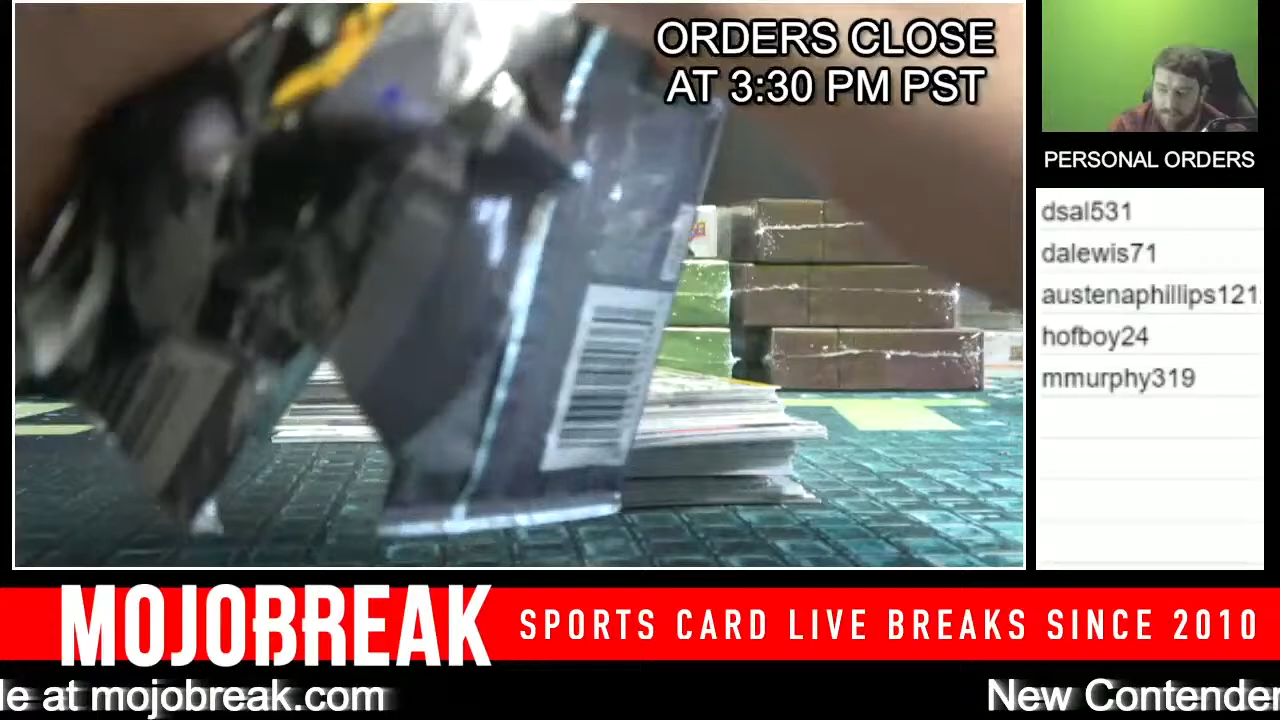 ORDERS CLOSE
AT 3:30 PM PST
PERSONAL ORDERS
dsal531
dalewis71
austenaphillips121
hofboy24
mmurphy319
MOJOBREAK
SPORTS CARD LIVE BREAKS SINCE 2010
le at mojobreak.com
New Contender